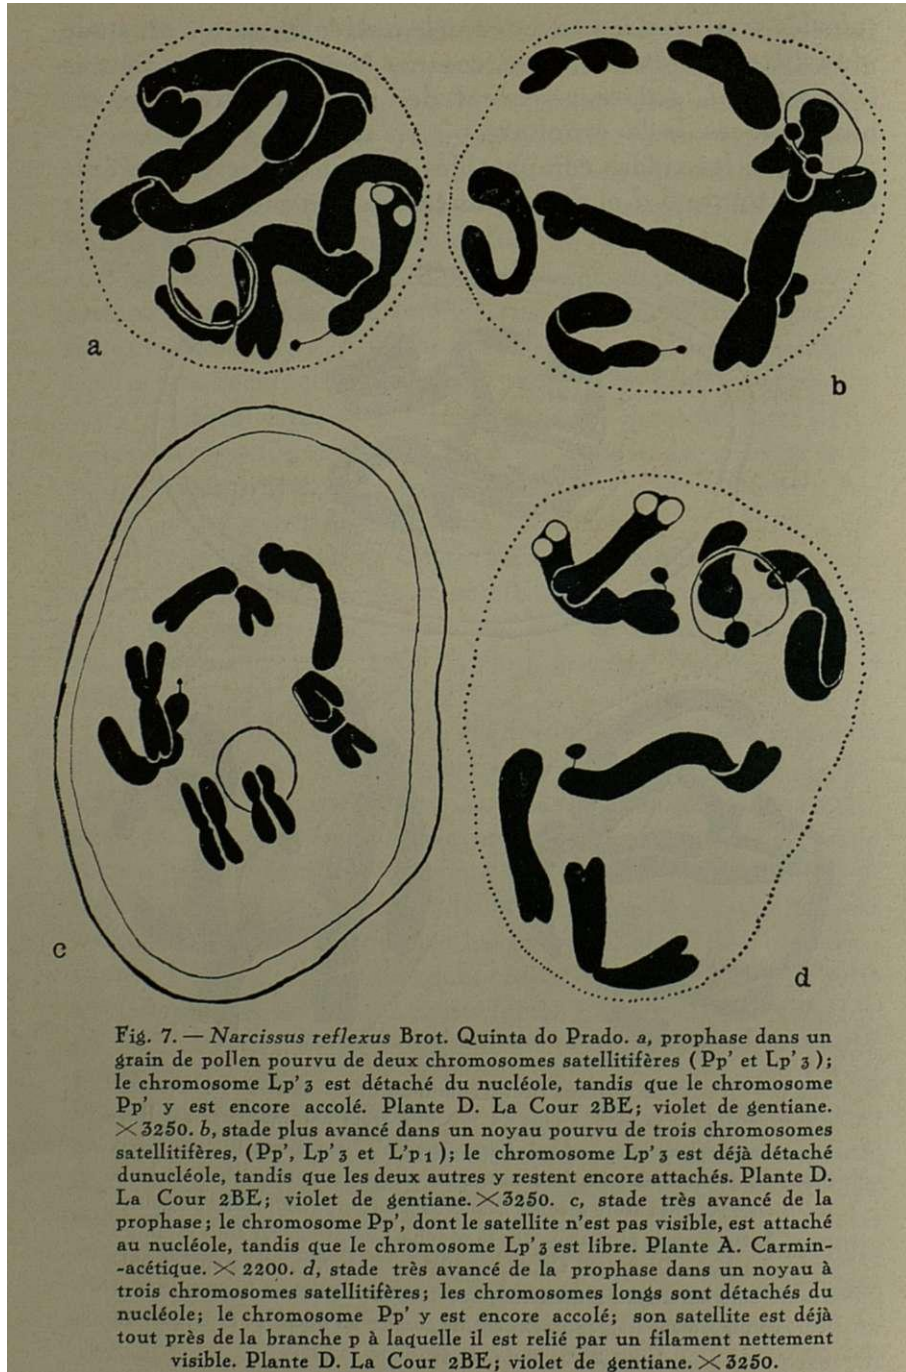 a
b
c
d
Fig. 7. — Narcissus reflexus Brot. Quinta do Prado. a, prophase dans un
grain de pollen pourvu de deux chromosomes satellitifères (Pp' et Lp'3);
le chromosome Lp'3 est détaché du nucléole, tandis que le chromosome
Pp' y est encore accolé. Plante D. La Cour 2BE; violet de gentiane.
×3250. b, stade plus avancé dans un noyau pourvu de trois chromosomes
satellitifères, (Pp', Lp'3 et L'p1); le chromosome Lp'3 est déjà détaché
dunucléole, tandis que les deux autres y restent encore attachés. Plante D.
La Cour 2BE; violet de gentiane.×3250. c, stade très avancé de la
prophase; le chromosome Pp', dont le satellite n'est pas visible, est attaché
au nucléole, tandis que le chromosome Lp'3 est libre. Plante A. Carmin-
-acétique. × 2200. d, stade très avancé de la prophase dans un noyau à
trois chromosomes satellitifères; les chromosomes longs sont détachés du
nucléole; le chromosome Pp' y est encore accolé; son satellite est déjà
tout près de la branche p à laquelle il est relié par un filament nettement
visible. Plante D. La Cour 2BE; violet de gentiane.×3250.